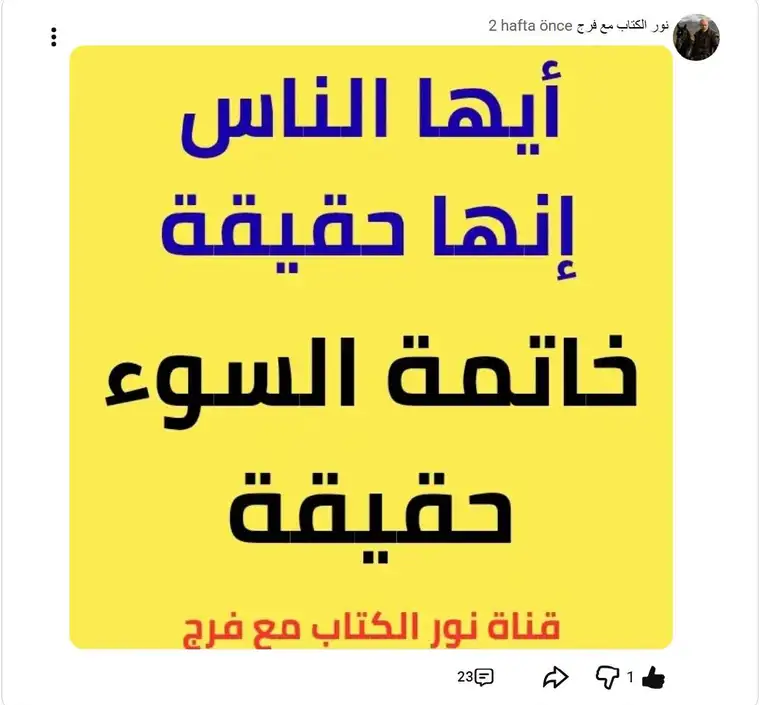 نور الكتاب مع فرج 2 hafta önce
أيها الناس
إنها حقيقة
خاتمة السوء
حقيقة
قناة نور الكتاب مع فرج
1
23